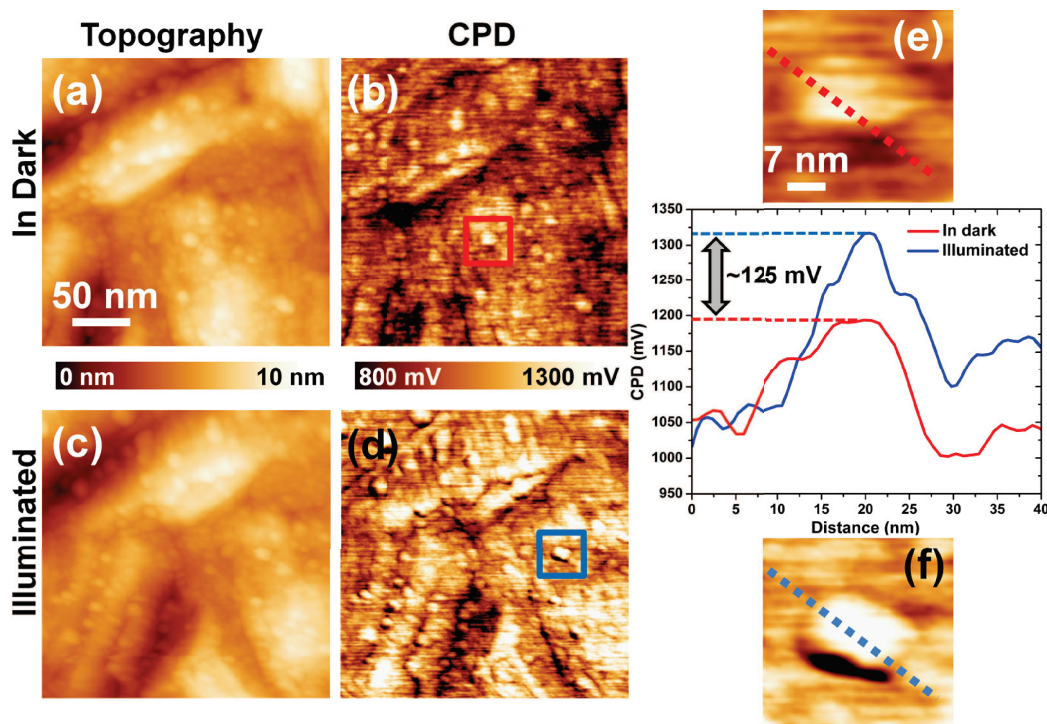 Topography
CPD
In Dark
(a)
50 nm
(b)
0 nm
10 nm
800 mV
1300 mV
Illuminated
(c)
(d)
(e)
7 nm
1350
1300
1250
1200
1150
1100
1050
1000
950
CPD (mV)
In dark
Illuminated
~125 mV
0
5
10
15
20
25
30
35
40
Distance (nm)
(f)